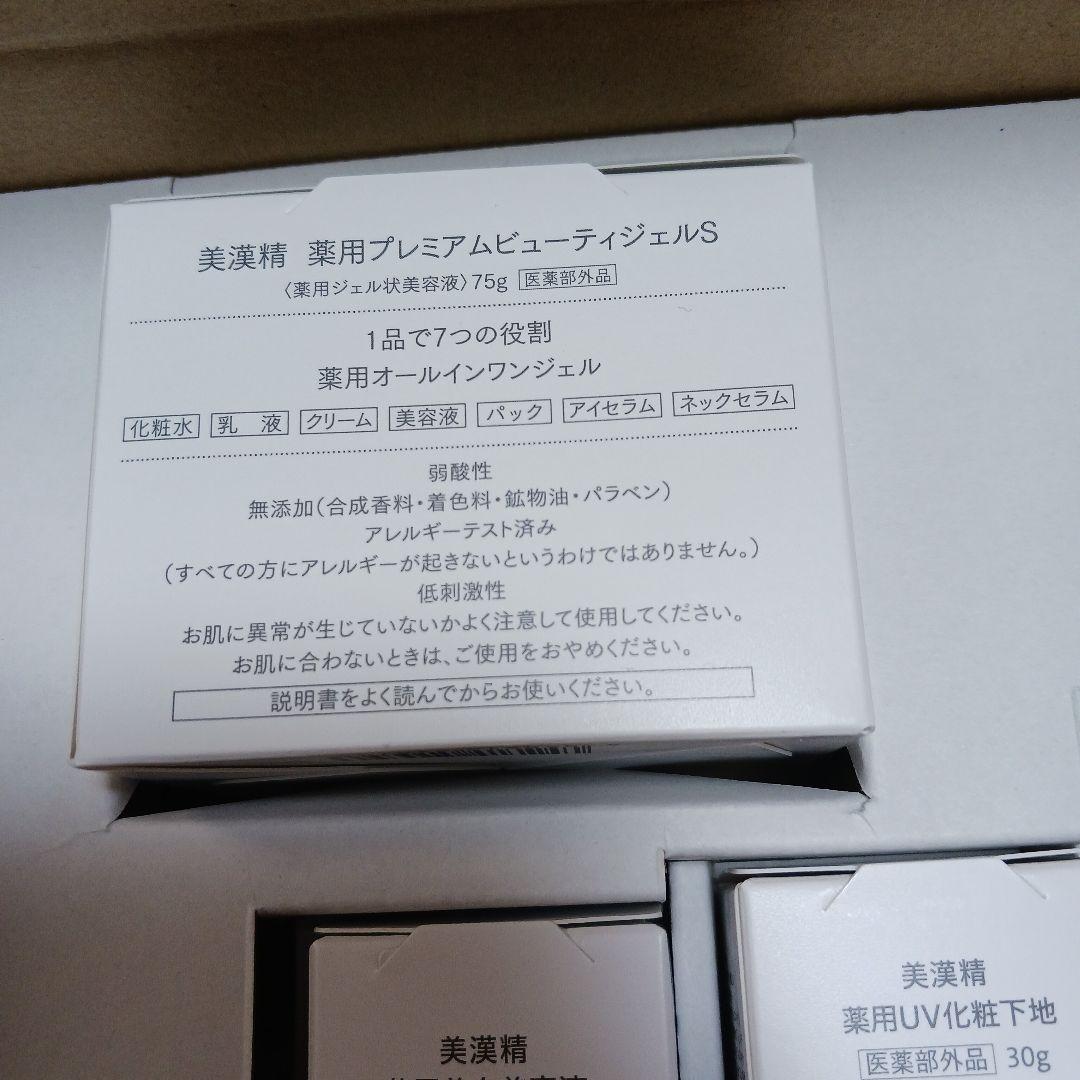 美漢精 薬用プレミアムビューティジェルS
〈薬用ジェル状美容液〉75g 医薬部外品
1品で7つの役割
薬用オールインワンジェル
化粧水 乳 液 クリーム 美容液 パック アイセラム ネックセラム
弱酸性
無添加(合成香料・着色料・鉱物油・パラベン)
アレルギーテスト済み
(すべての方にアレルギーが起きないというわけではありません。)
低刺激性
お肌に異常が生じていないかよく注意して使用してください。
お肌に合わないときは、ご使用をおやめください。
説明書をよく読んでからお使いください。
美漢精
美漢精
薬用UV化粧下地
医薬部外品 30g